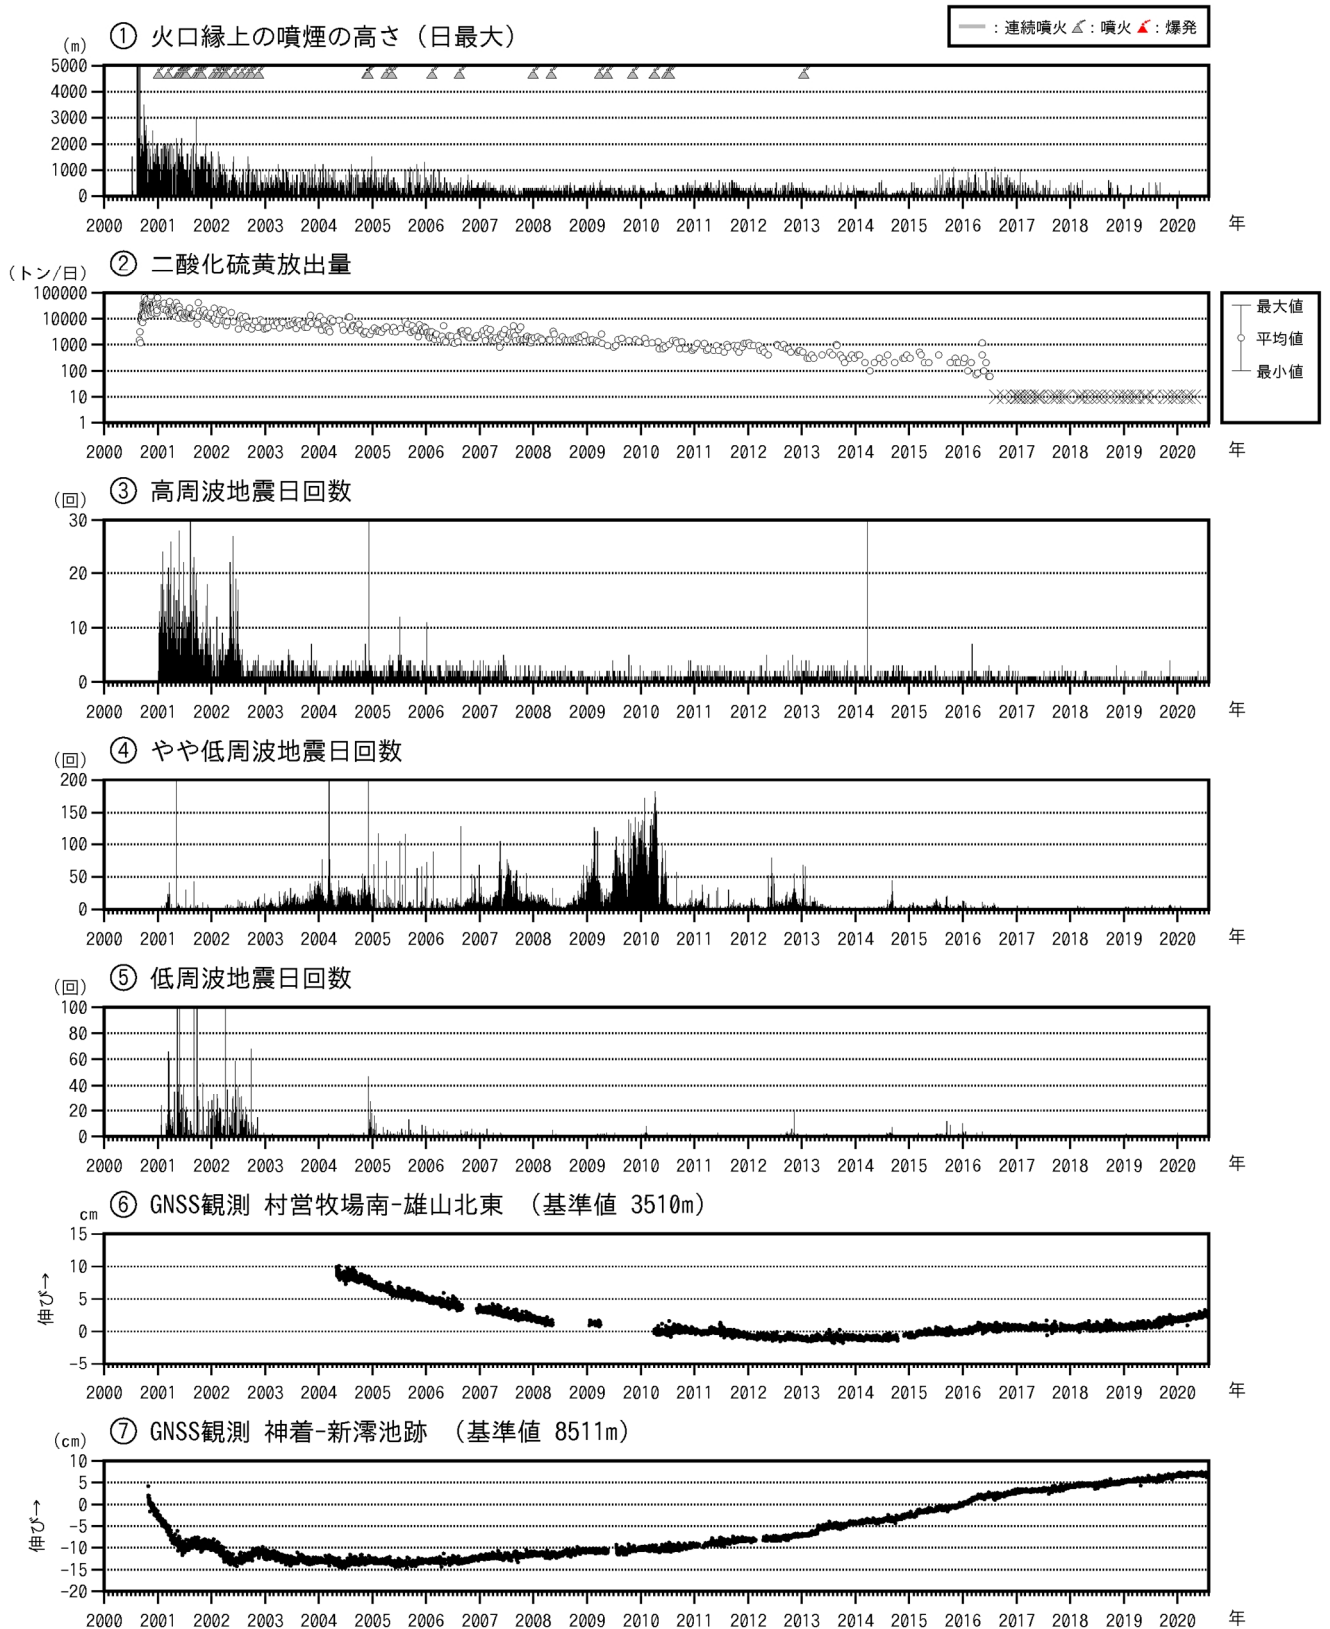 ：連続噴火 ：噴火 ：爆発
① 火口縁上の噴煙の高さ（日最大）
(m)
5000
4000
3000
2000
1000
0
2000 2001 2002 2003 2004 2005 2006 2007 2008 2009 2010 2011 2012 2013 2014 2015 2016 2017 2018 2019 2020 年
② 二酸化硫黄放出量
(トン/日)
100000
10000
1000
100
10
1
最大値
平均値
最小値
2000 2001 2002 2003 2004 2005 2006 2007 2008 2009 2010 2011 2012 2013 2014 2015 2016 2017 2018 2019 2020 年
③ 高周波地震日回数
(回)
30
20
10
0
2000 2001 2002 2003 2004 2005 2006 2007 2008 2009 2010 2011 2012 2013 2014 2015 2016 2017 2018 2019 2020 年
④ やや低周波地震日回数
(回)
200
150
100
50
0
2000 2001 2002 2003 2004 2005 2006 2007 2008 2009 2010 2011 2012 2013 2014 2015 2016 2017 2018 2019 2020 年
⑤ 低周波地震日回数
(回)
100
80
60
40
20
0
2000 2001 2002 2003 2004 2005 2006 2007 2008 2009 2010 2011 2012 2013 2014 2015 2016 2017 2018 2019 2020 年
⑥ GNSS観測 村営牧場南-雄山北東 （基準値 3510m）
cm
15
10
5
0
-5
伸び→
2000 2001 2002 2003 2004 2005 2006 2007 2008 2009 2010 2011 2012 2013 2014 2015 2016 2017 2018 2019 2020 年
⑦ GNSS観測 神着-新澪池跡 （基準値 8511m）
(cm)
10
5
0
-5
-10
-15
-20
伸び→
2000 2001 2002 2003 2004 2005 2006 2007 2008 2009 2010 2011 2012 2013 2014 2015 2016 2017 2018 2019 2020 年